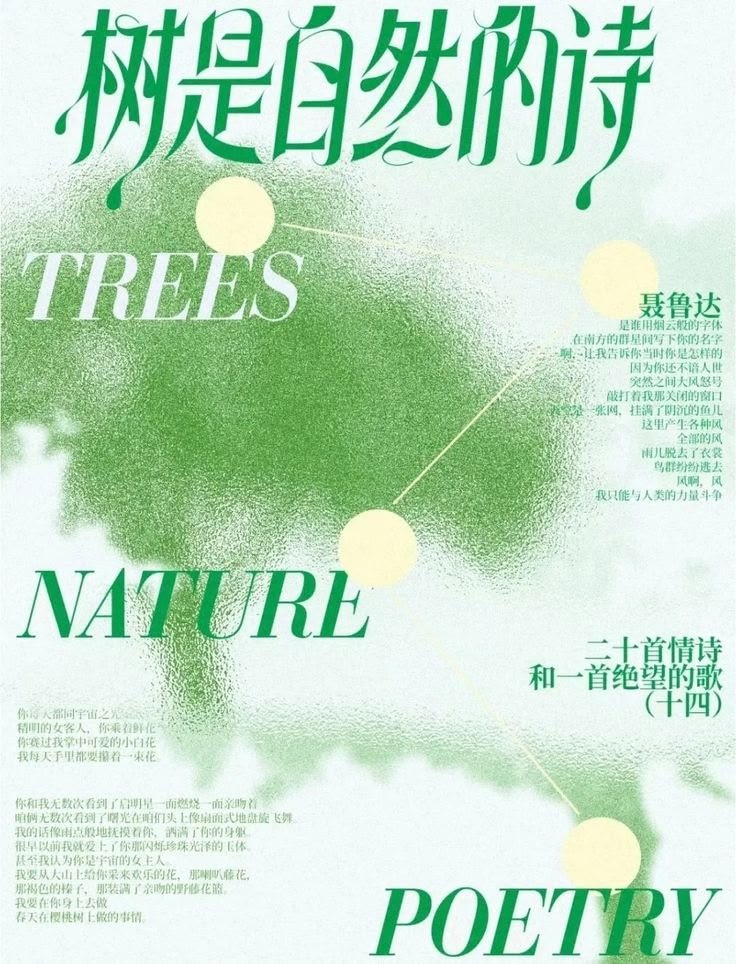 树是自然的诗
TREES
聂鲁达
是谁用烟云般的字体
在南方的群星间写下你的名字
啊,让我告诉你当时你是怎样的
因为你还不谙人世
突然之间大风怒号
敲打着我那关闭的窗口
是一张网，挂满了阴沉的鱼儿
这里产生各种风
全部的风
雨儿脱去了衣裳
鸟群纷纷逃去
风啊，风
我只能与人类的力量斗争
NATURE
二十首情诗
和一首绝望的歌
（十四）
你每天都同宇宙之光
精明的女客人，你乘着鲜花
你赛过我掌中可爱的小白花
我每天手里都要攥着一束花。
你和我无数次看到了启明星一面燃烧一面亲吻着
咱俩无数次看到了曙光在咱们头上像扇面式地盘旋飞舞。
我的话像雨点般地抚摸着你，洒满了你的身躯。
很早以前我就爱上了你那闪烁珍珠光泽的玉体。
甚至我认为你是宇宙的女主人。
我要从大山上给你采来欢乐的花，那喇叭藤花，
那褐色的榛子，那装满了亲吻的野藤花篮。
我要在你身上去做
春天在樱桃树上做的事情。
POETRY